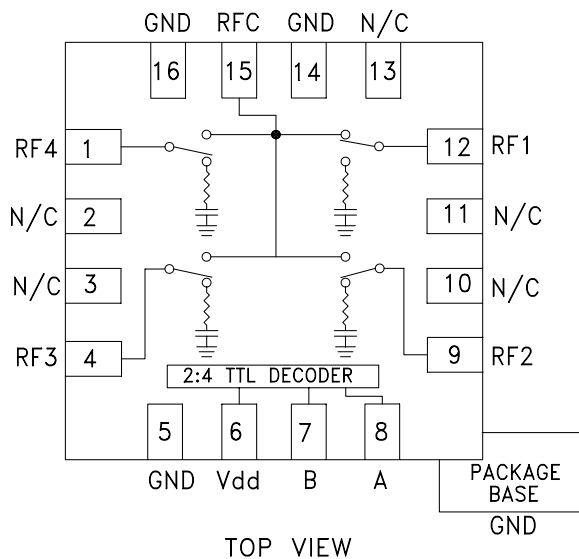 GND RFC GND N/C
16 15 14 13
RF4 1 12 RF1
N/C 2 11 N/C
N/C 3 10 N/C
RF3 4 9 RF2
2:4 TTL DECODER
5 6 7 8
GND Vdd B A
PACKAGE
BASE
GND
TOP VIEW